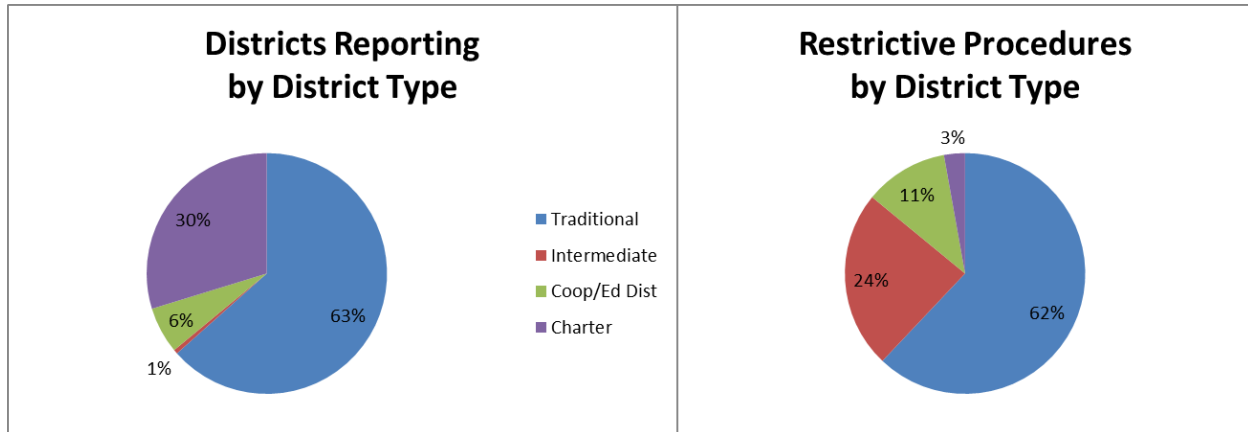 Districts Reporting
by District Type
30%
6%
1%
63%
Traditional
Intermediate
Coop/Ed Dist
Charter
Restrictive Procedures
by District Type
3%
11%
24%
62%